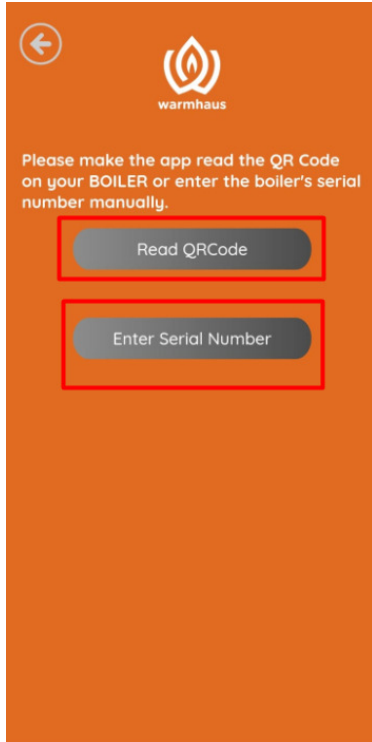 warmhaus
Please make the app read the QR Code
on your BOILER or enter the boiler's serial
number manually.
Read QRCode
Enter Serial Number